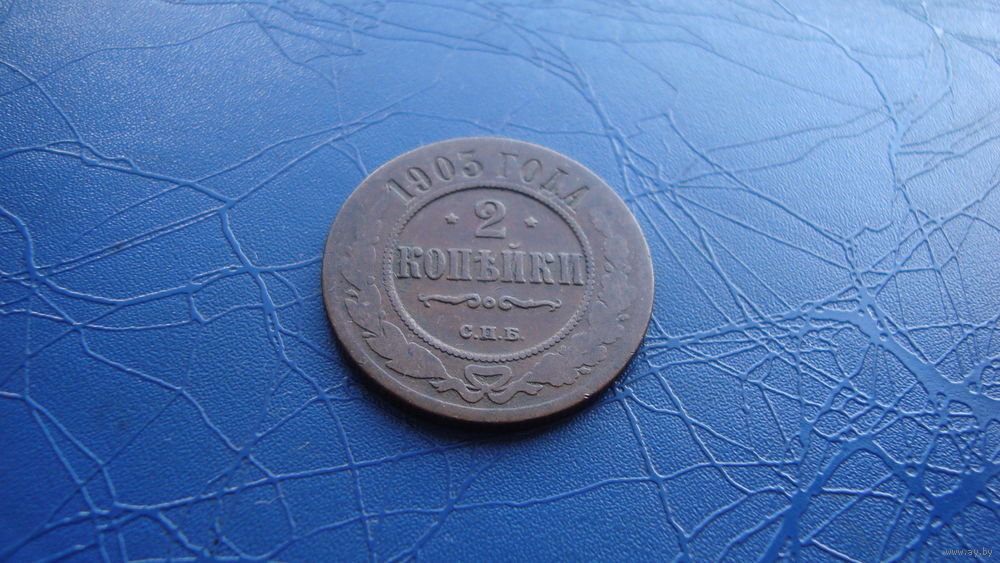 1903 ГОДА
* 2 *
КОПѢЙКИ
С.П.Б.
www.ay.by